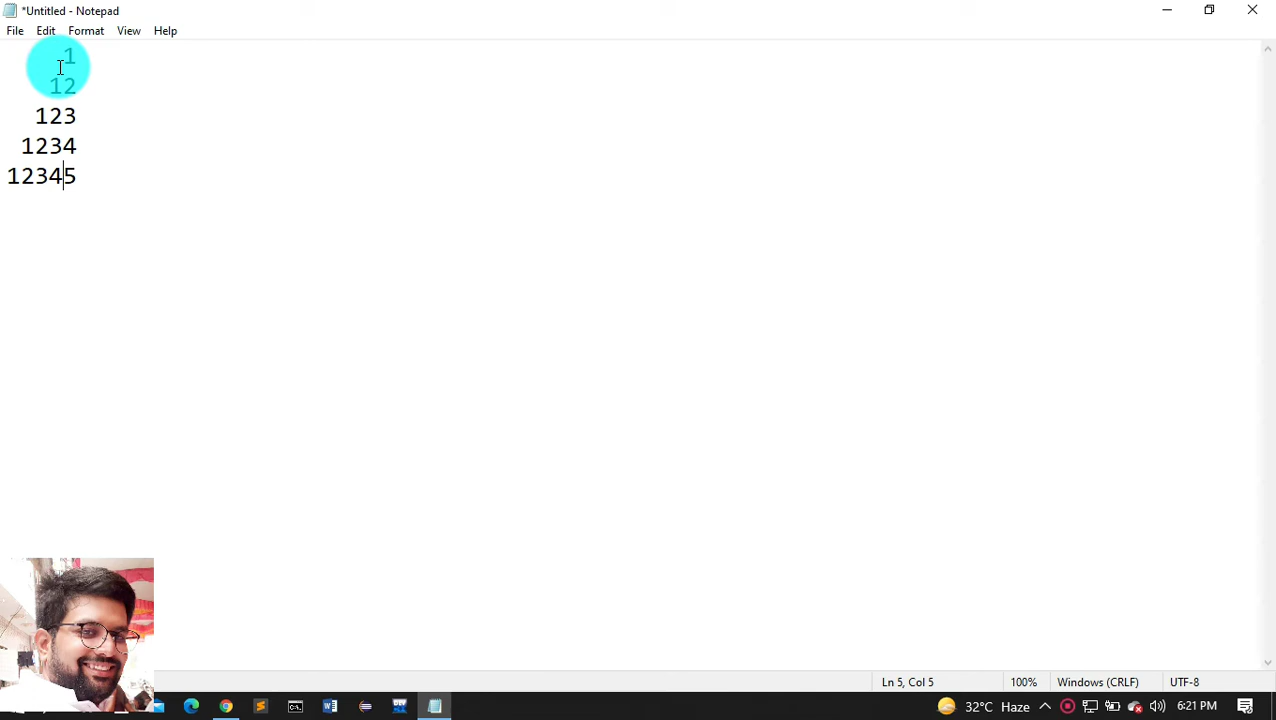 *Untitled - Notepad
File Edit Format View Help
1
12
123
1234
12345
Ln 5, Col 5 100% Windows (CRLF) UTF-8
32°C Haze 6:21 PM